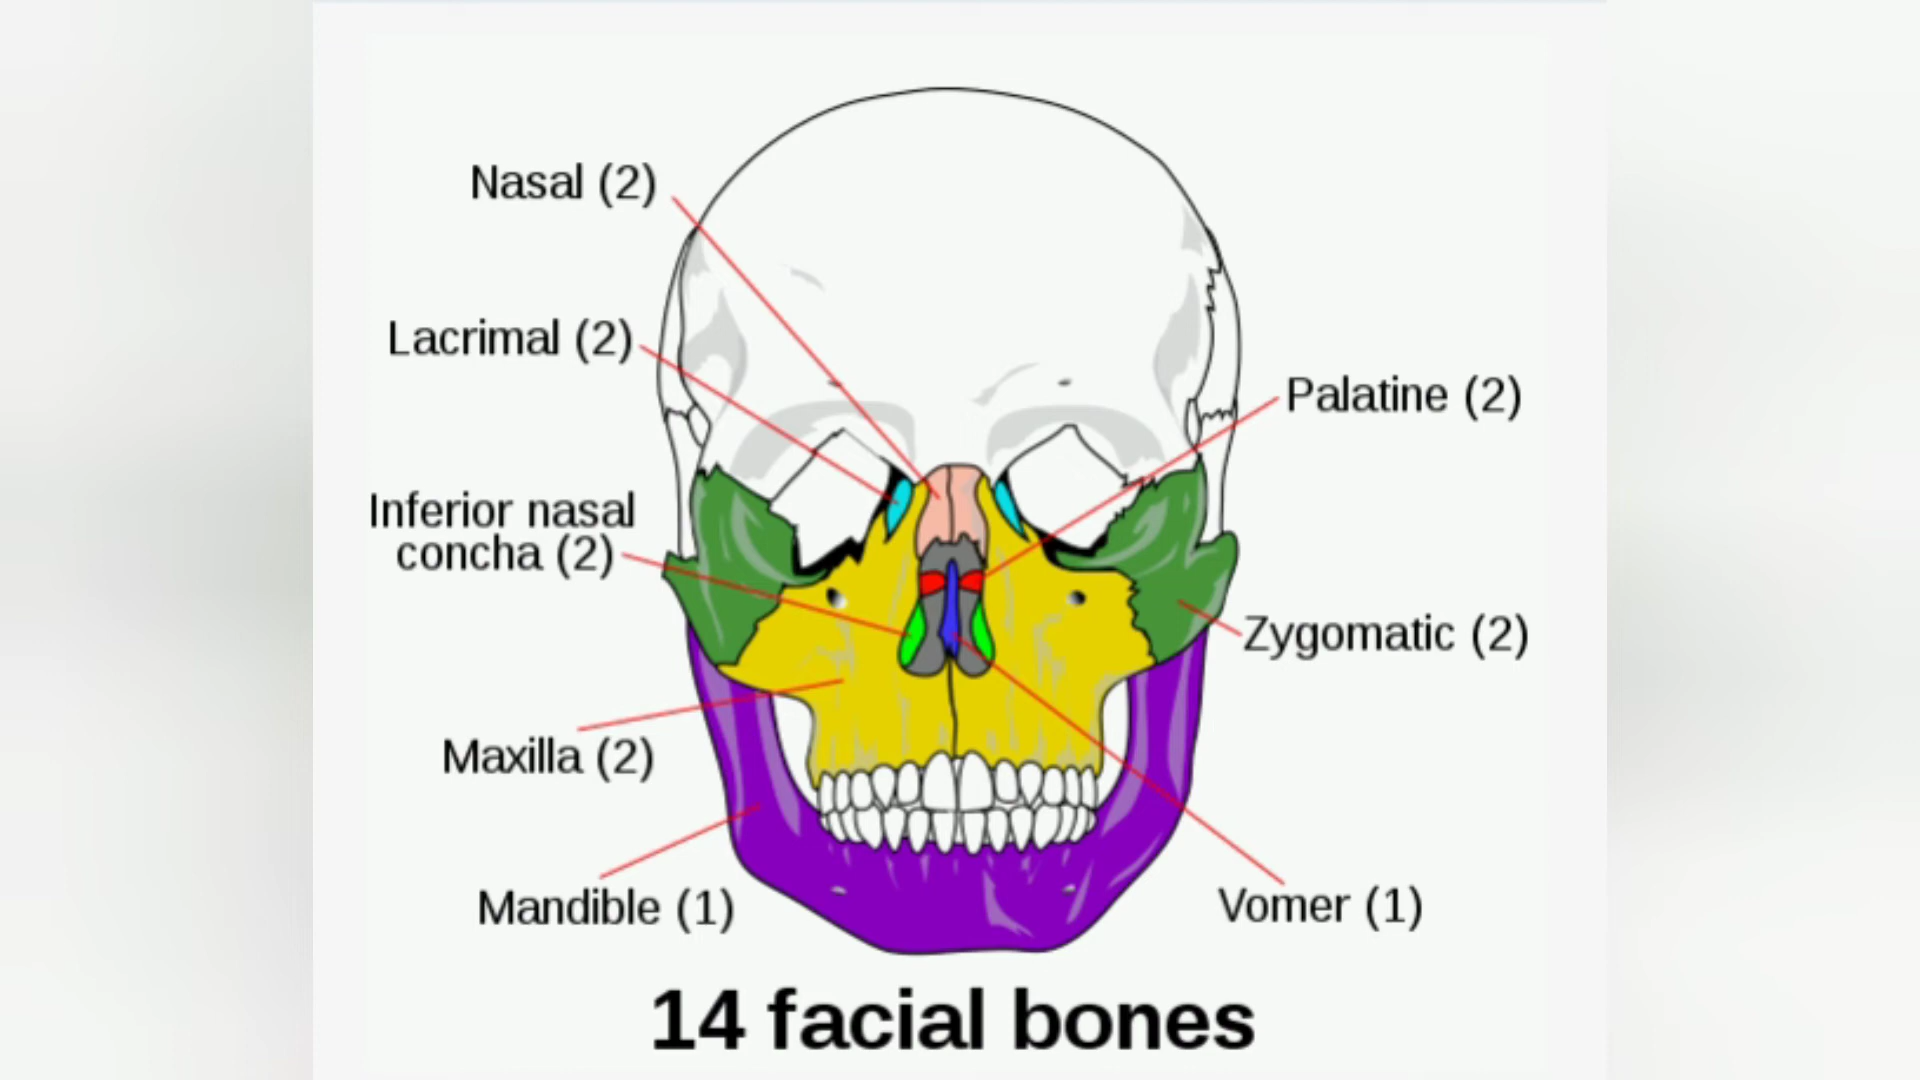 Nasal (2)
Lacrimal (2)
Palatine (2)
Inferior nasal
concha (2)
Zygomatic (2)
Maxilla (2)
Mandible (1)
Vomer (1)
14 facial bones